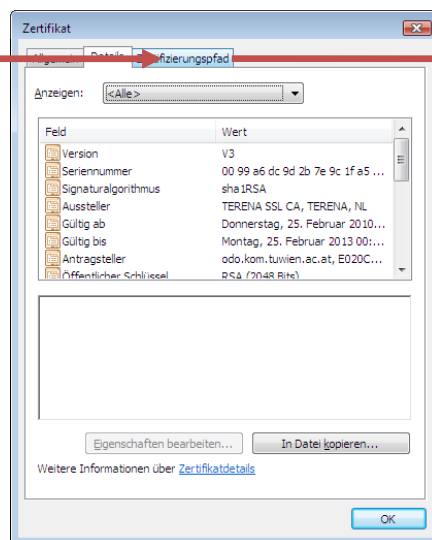 Zertifikat
Details
Anzeigen: <Alle>
Feld Wert
Version V3
Seriennummer 00 99 a6 dc 9d 2b 7e 9c 1f a5 ...
Signaturalgorithmus sha1RSA
Aussteller TERENA SSL CA, TERENA, NL
Gültig ab Donnerstag, 25. Februar 2010...
Gültig bis Montag, 25. Februar 2013 00:...
Antragsteller odo.kom.tuwien.ac.at, E020C...
Öffentlicher Schlüssel RSA (2048 Bits)
Eigenschaften bearbeiten... In Datei kopieren...
Weitere Informationen über Zertifikatdetails
OK